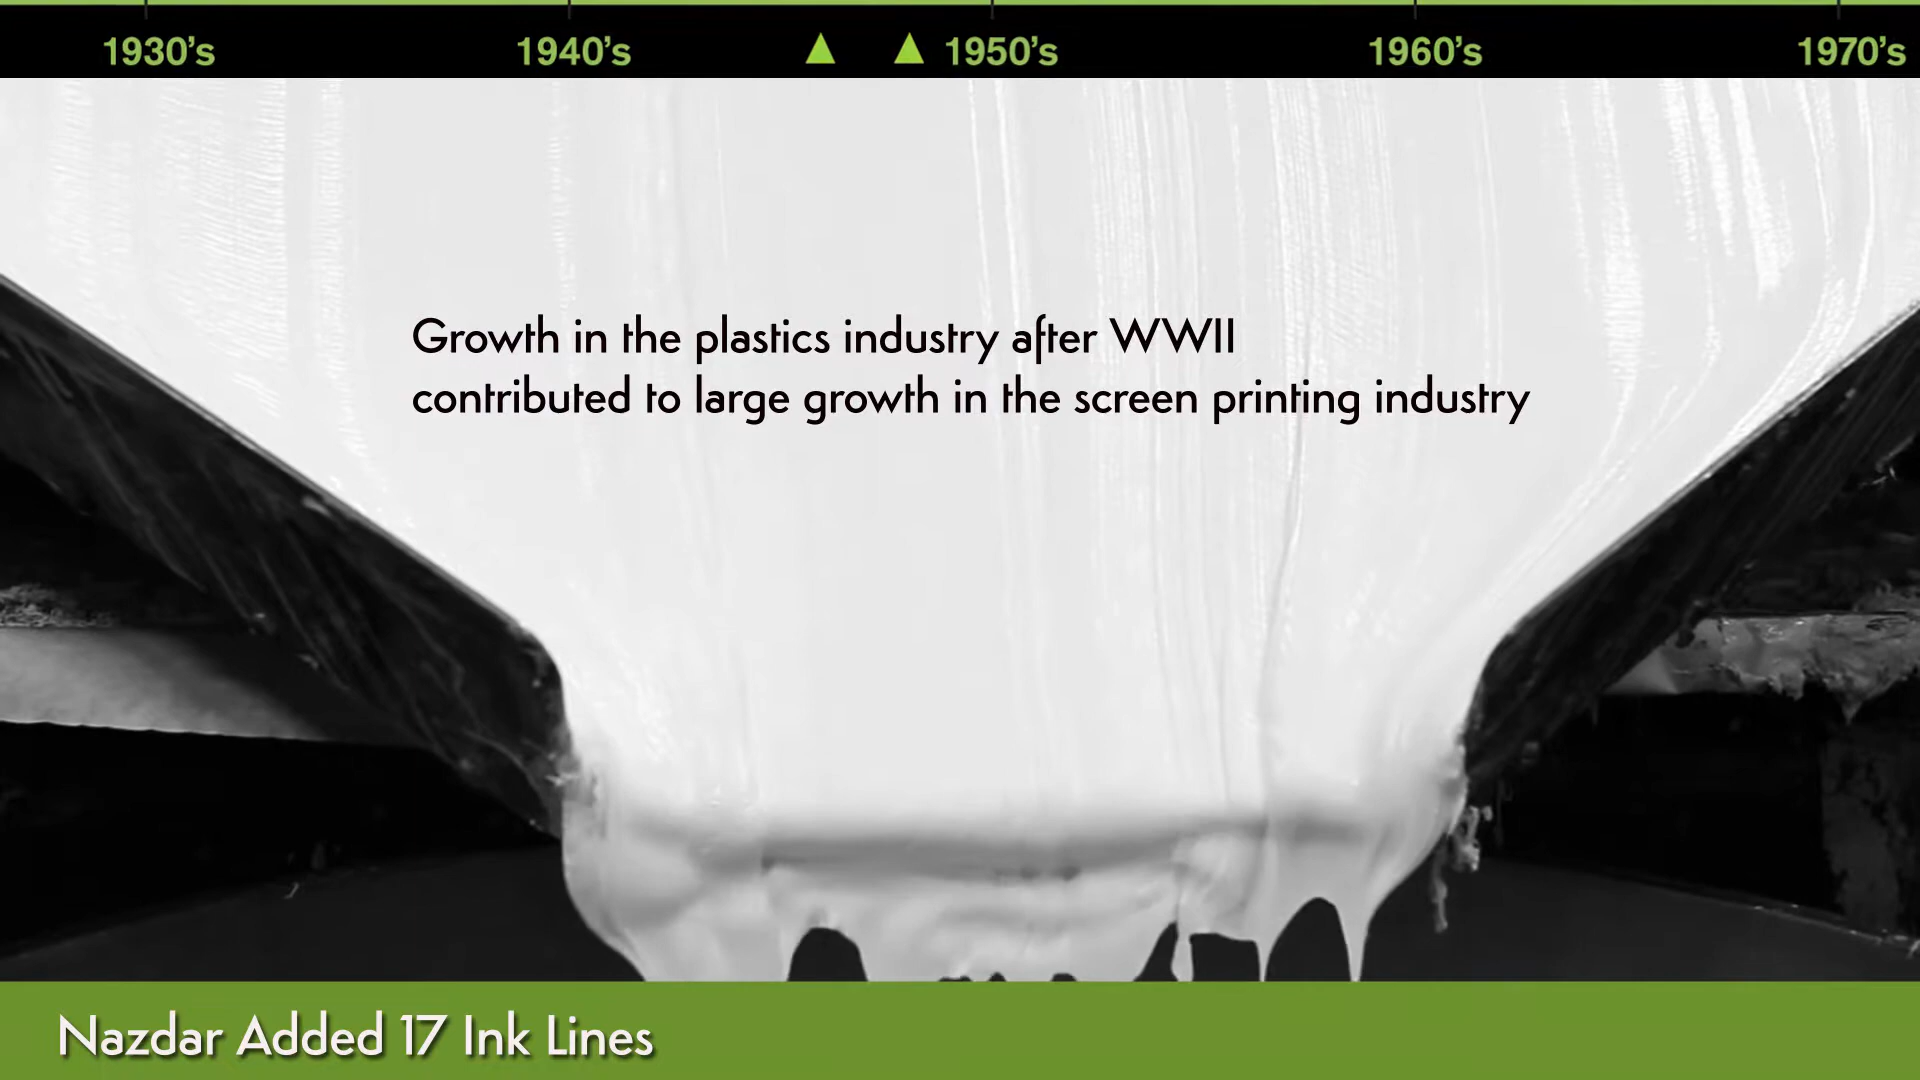 1930’s 1940’s 1950’s 1960’s 1970’s
Growth in the plastics industry after WWII
contributed to large growth in the screen printing industry
Nazdar Added 17 Ink Lines